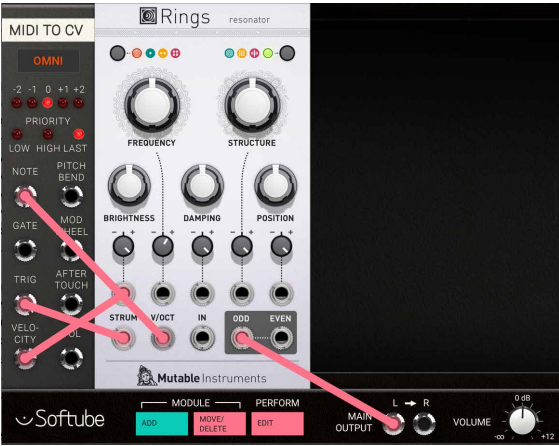 MIDI TO CV
OMNI
-2 -1 0 +1 +2
PRIORITY
LOW HIGH LAST
NOTE
PITCH
BEND
GATE
MOD
TRIG
AFTER
TOUCH
VELO-
CITY
Rings resonator
FREQUENCY STRUCTURE
BRIGHTNESS DAMPING POSITION
- + - + - + - + - +
STRUM V/OCT IN ODD EVEN
Mutable Instruments
Softube
MODULE PERFORM
ADD
MOVE/
DELETE
EDIT
MAIN
OUTPUT
L → R
VOLUME
0 dB
-∞ +12